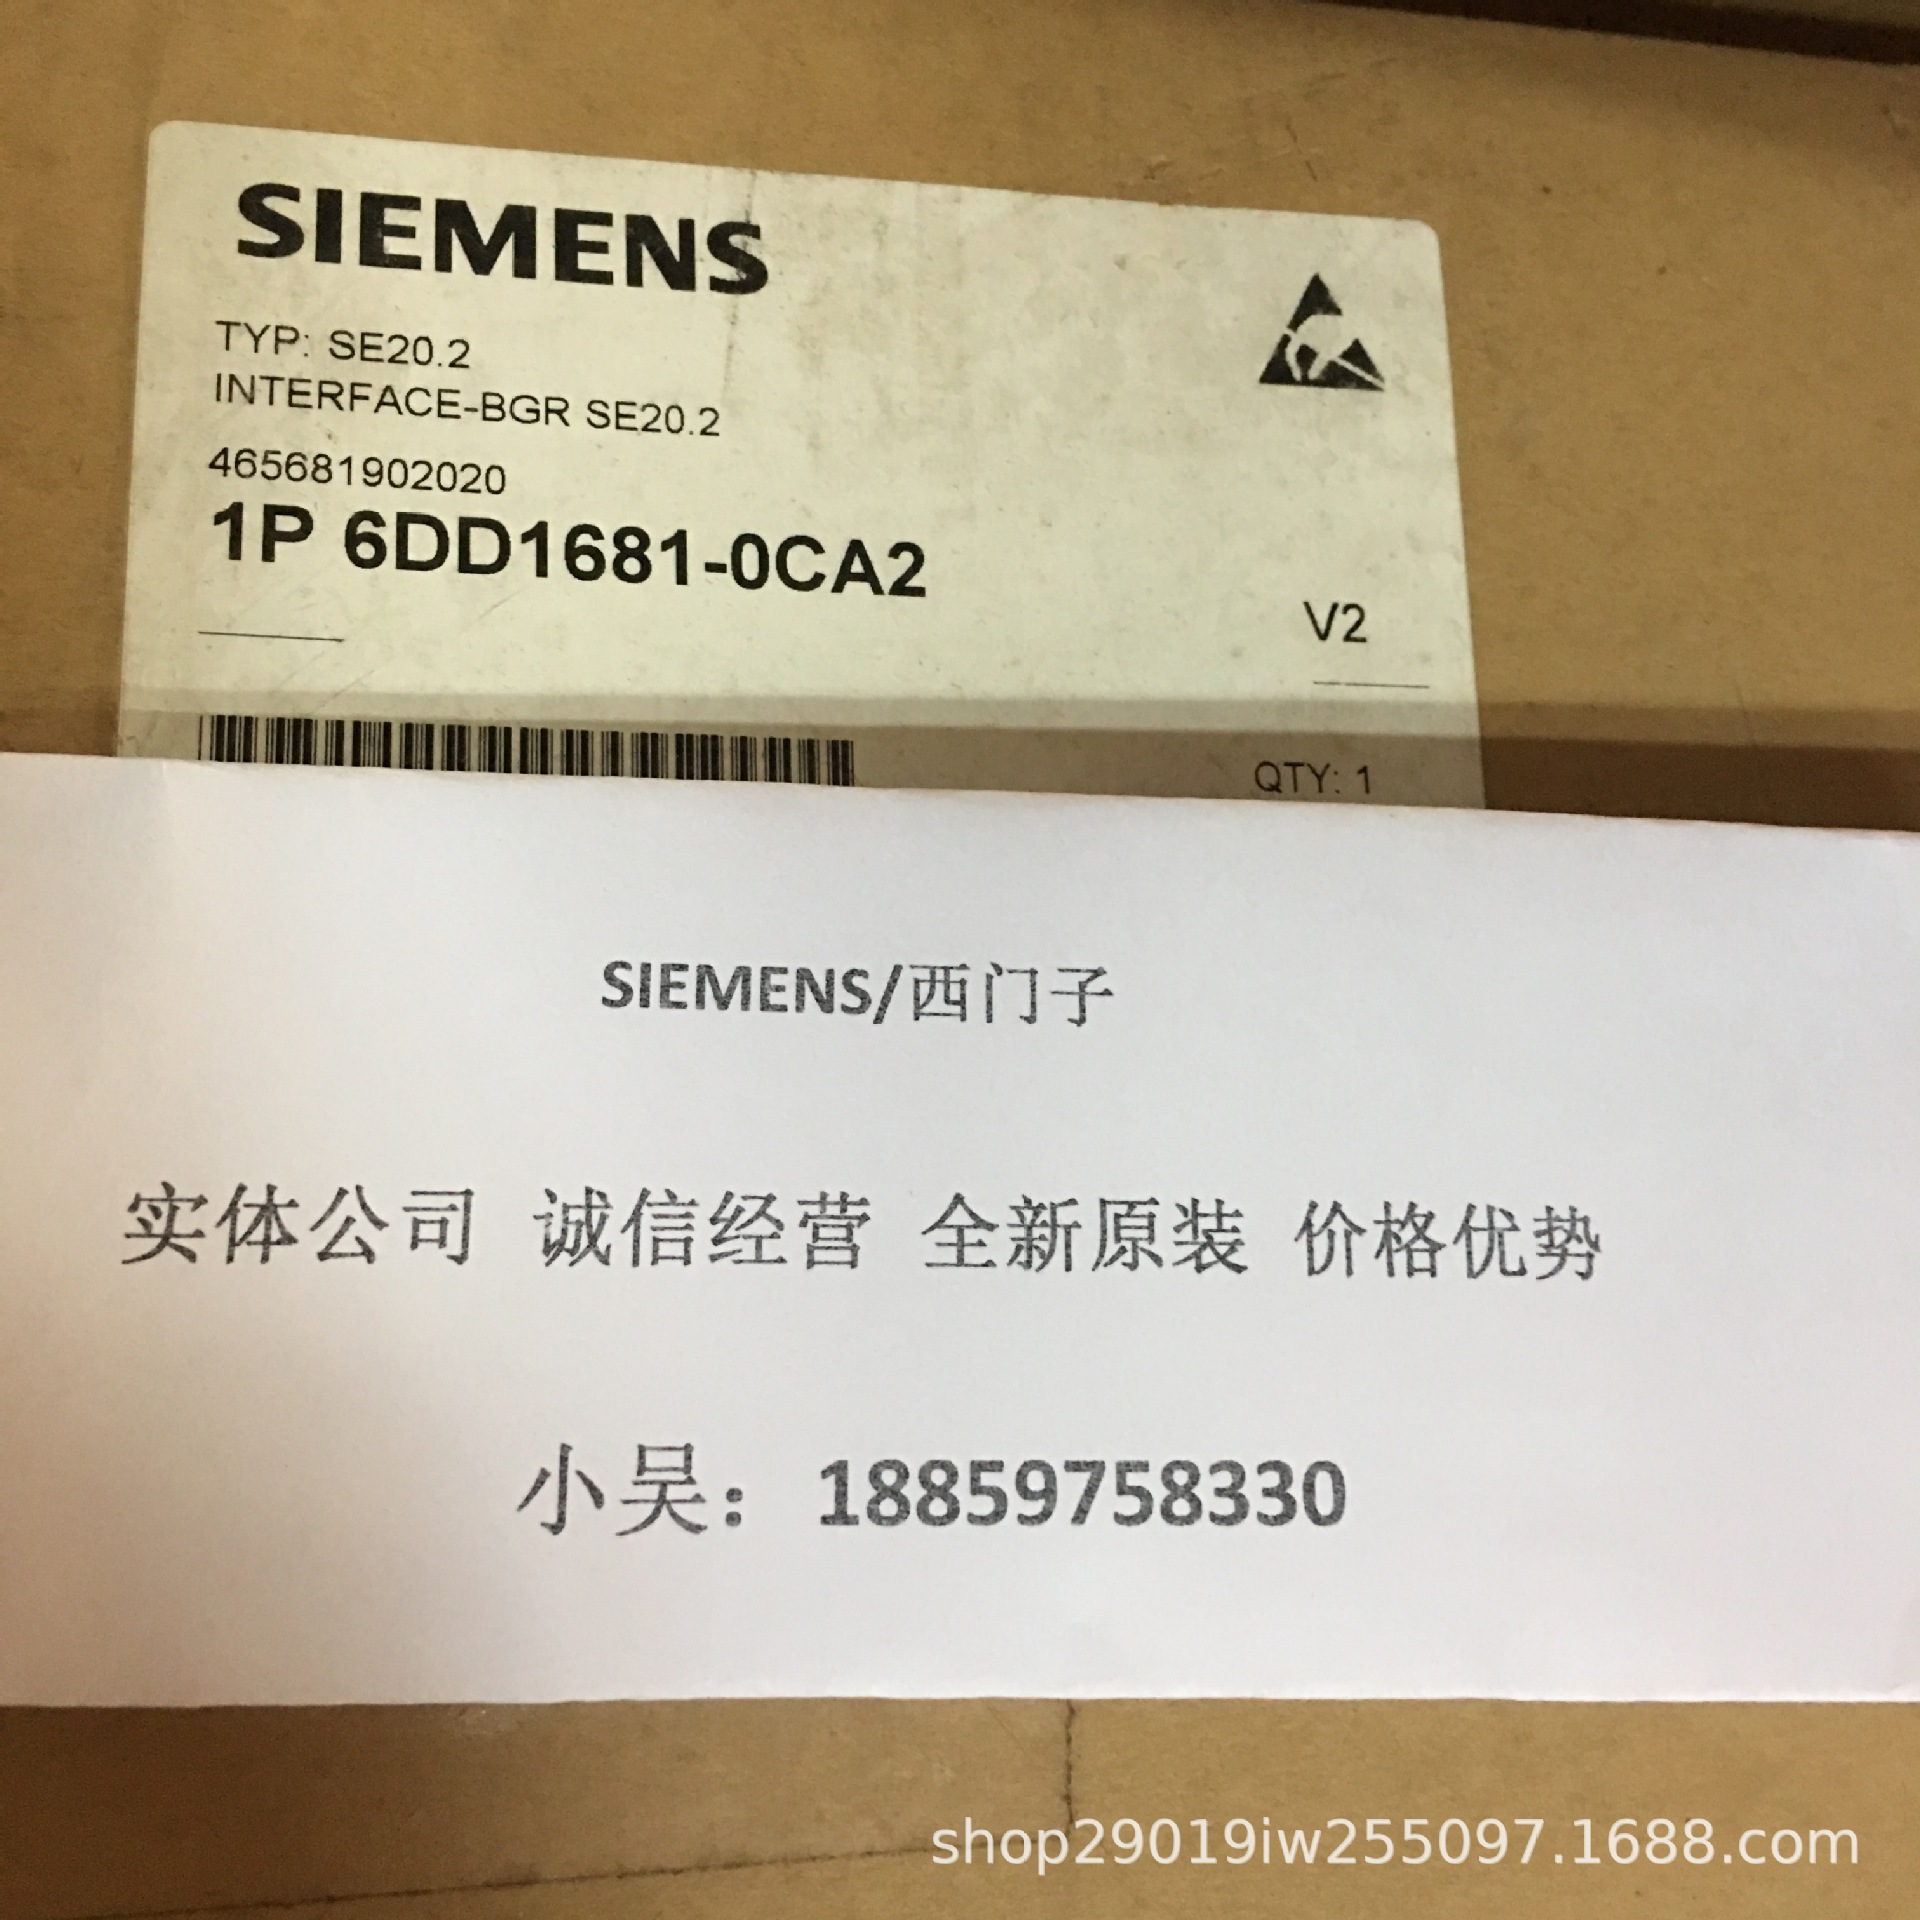 SIEMENS
TYP: SE20.2
INTERFACE-BGR SE20.2
465681902020
1P 6DD1681-0CA2
V2
QTY: 1
SIEMENS/西门子
实体公司 诚信经营 全新原装 价格优势
小吴：18859758330
shop29019iw255097.1688.com